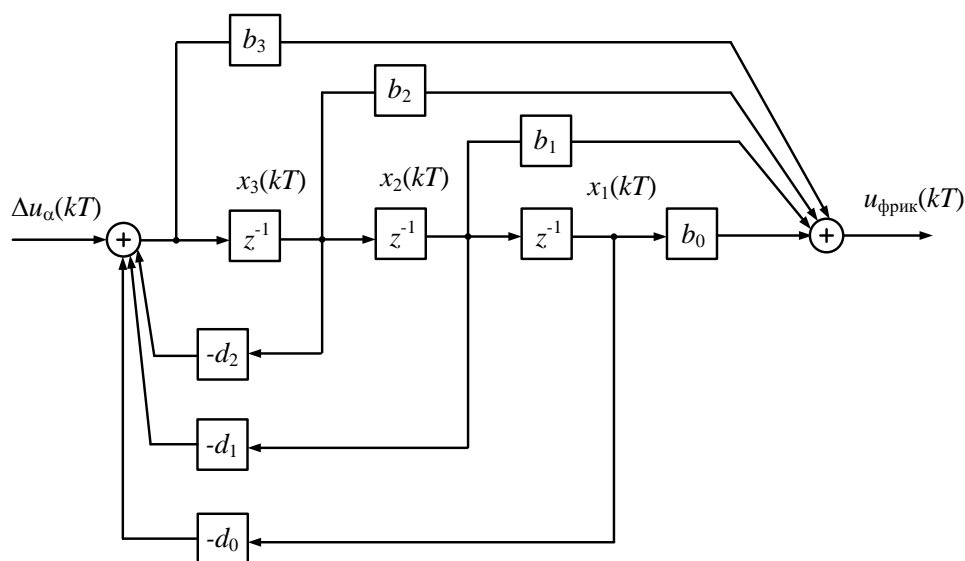 b₃
b₂
b₁
x₃(kT)
x₂(kT)
x₁(kT)
Δuα(kT)
uфрик(kT)
+
z⁻¹
z⁻¹
z⁻¹
b₀
+
-d₂
-d₁
-d₀